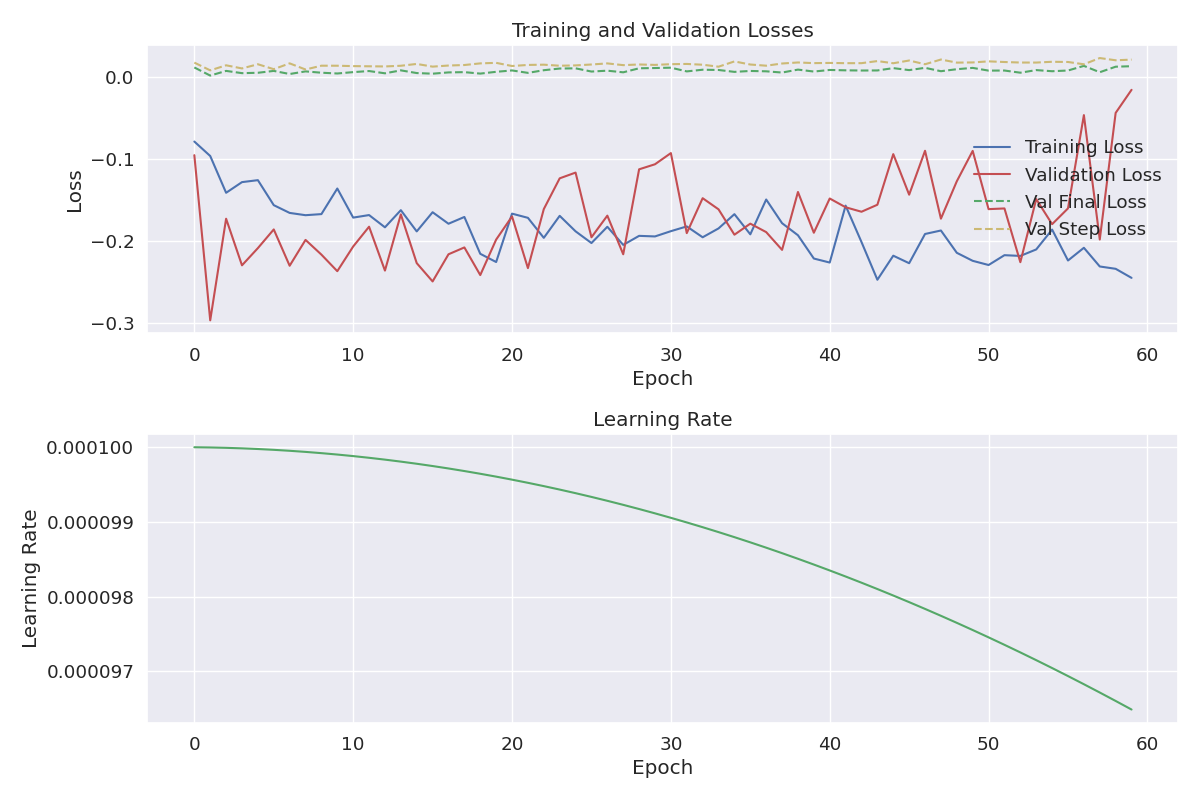 Training and Validation Losses
Loss
0.0
−0.1
−0.2
−0.3
Training Loss
Validation Loss
Val Final Loss
Val Step Loss
0 10 20 30 40 50 60
Epoch
Learning Rate
Learning Rate
0.000100
0.000099
0.000098
0.000097
0 10 20 30 40 50 60
Epoch